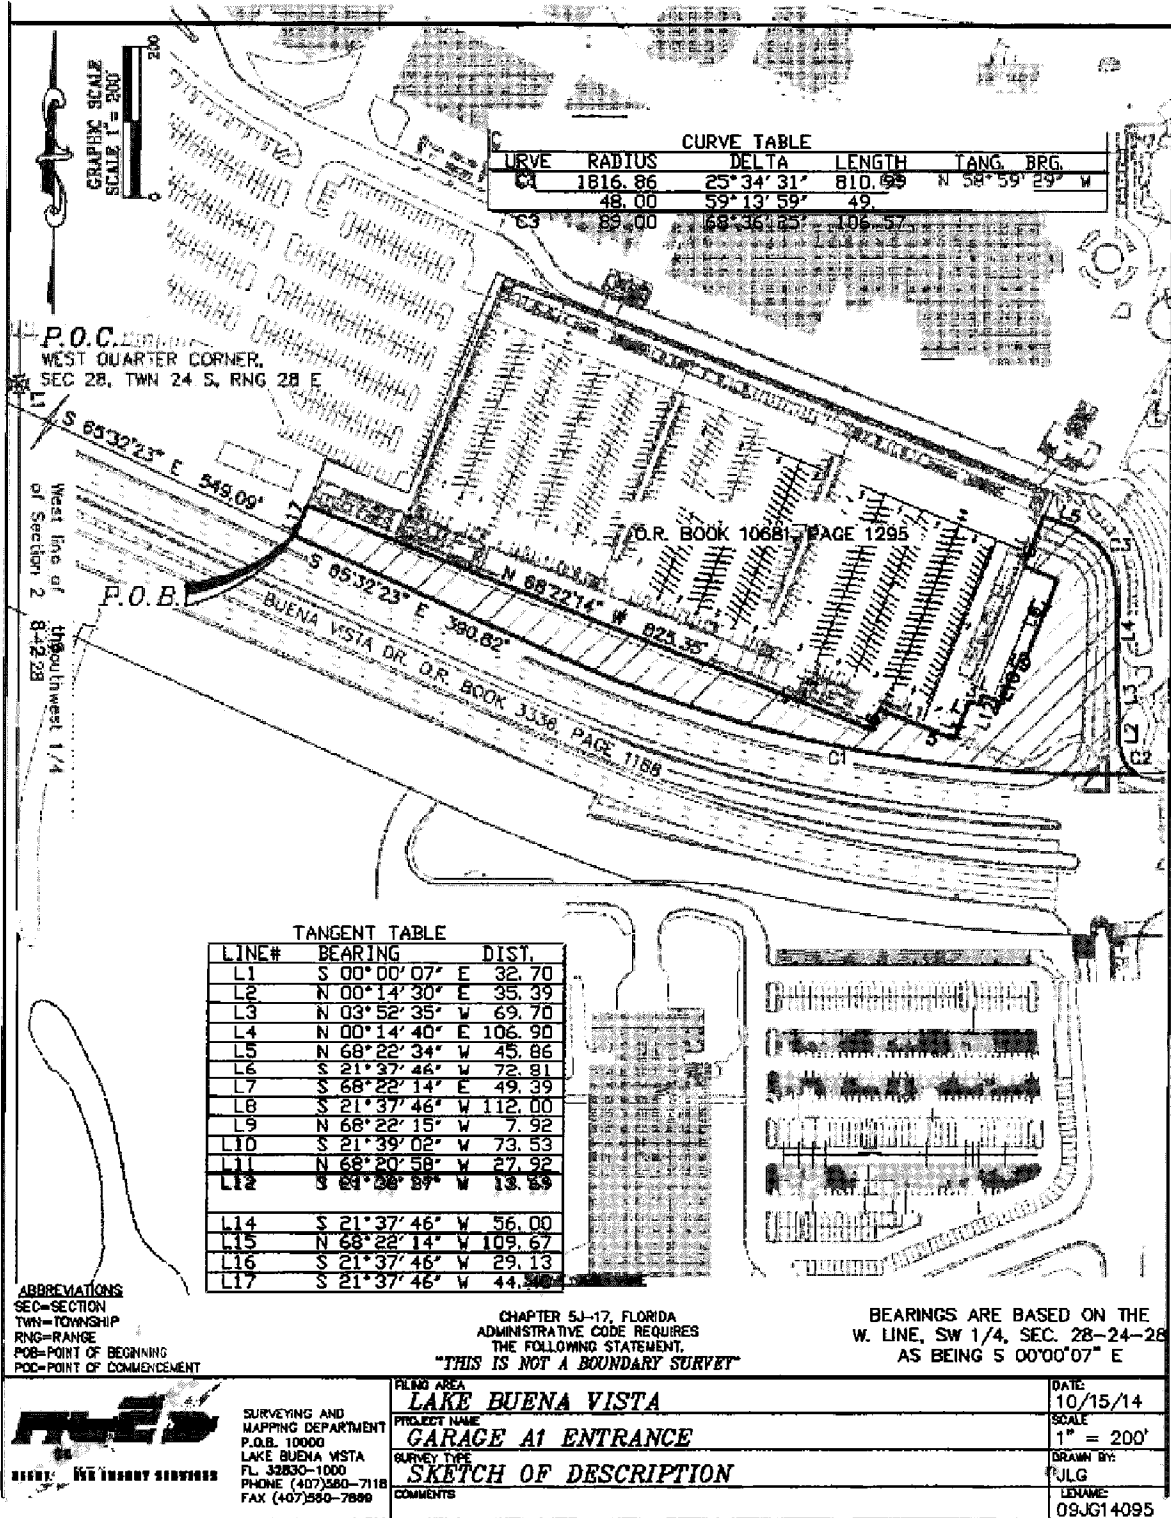 GRAPHIC SCALE
SCALE 1" = 200'
0
200
CURVE TABLE
CURVE RADIUS DELTA LENGTH TANG. BRG.
C1 1816.86 25°34'31" 810.99 N 58°59'29" W
48.00 59°13'59" 49.
C3 89.00 68°36'25" 106.57
P.O.C.
WEST QUARTER CORNER,
SEC 28, TWN 24 S, RNG 28 E
L1
S 65°32'23" E 549.09'
West line of the Southwest 1/4
of Section 2 8-
L17
P.O.B.
S 65°32'23" E 390.62'
N 68°22'14" W 825.35'
BUENA VISTA DR. O.R. BOOK 3338, PAGE 1188
O.R. BOOK 10681, PAGE 1295
L5
C3
L4
L3
L2
C2
C1
L12
TANGENT TABLE
LINE# BEARING DIST.
L1 S 00°00'07" E 32.70
L2 N 00°14'30" E 35.39
L3 N 03°52'35" W 69.70
L4 N 00°14'40" E 106.90
L5 N 68°22'34" W 45.86
L6 S 21°37'46" W 72.81
L7 S 68°22'14" E 49.39
L8 S 21°37'46" W 112.00
L9 N 68°22'15" W 7.92
L10 S 21°39'02" W 73.53
L11 N 68°20'58" W 27.92
L12 W
L14 S 21°37'46" W 56.00
L15 N 68°22'14" W 109.67
L16 S 21°37'46" W 29.13
L17 S 21°37'46" W 44.
ABBREVIATIONS
SEC=SECTION
TWN=TOWNSHIP
RNG=RANGE
POB=POINT OF BEGINNING
POC=POINT OF COMMENCEMENT
CHAPTER 5J-17, FLORIDA
ADMINISTRATIVE CODE REQUIRES
THE FOLLOWING STATEMENT.
"THIS IS NOT A BOUNDARY SURVEY"
BEARINGS ARE BASED ON THE
W. LINE, SW 1/4, SEC. 28-24-28
AS BEING S 00°00'07" E
SURVEYING AND
MAPPING DEPARTMENT
P.O.B. 10000
LAKE BUENA VISTA
FL. 32830-1000
PHONE (407)560-7118
FAX (407)560-7889
FILING AREA
LAKE BUENA VISTA
PROJECT NAME
GARAGE A1 ENTRANCE
SURVEY TYPE
SKETCH OF DESCRIPTION
COMMENTS
DATE:
10/15/14
SCALE
1" = 200'
DRAWN BY:
JLG
LENAME:
09JG14095